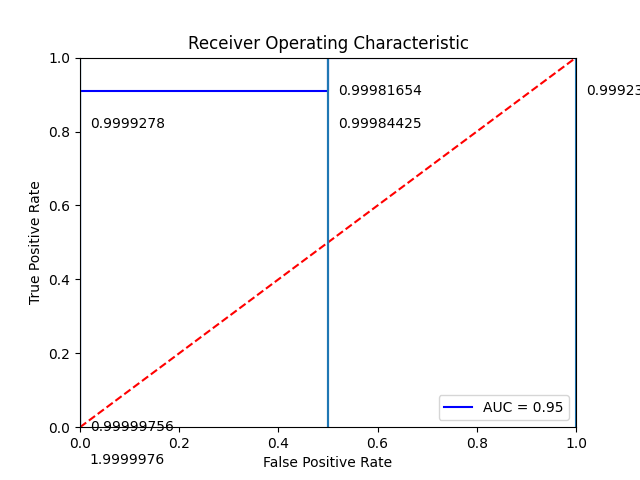 Receiver Operating Characteristic
1.0
0.99981654
0.99923
0.9999278
0.99984425
0.8
0.6
True Positive Rate
0.4
0.2
AUC = 0.95
0.0
0.99999756
0.0 0.2 0.4 0.6 0.8 1.0
1.9999976
False Positive Rate